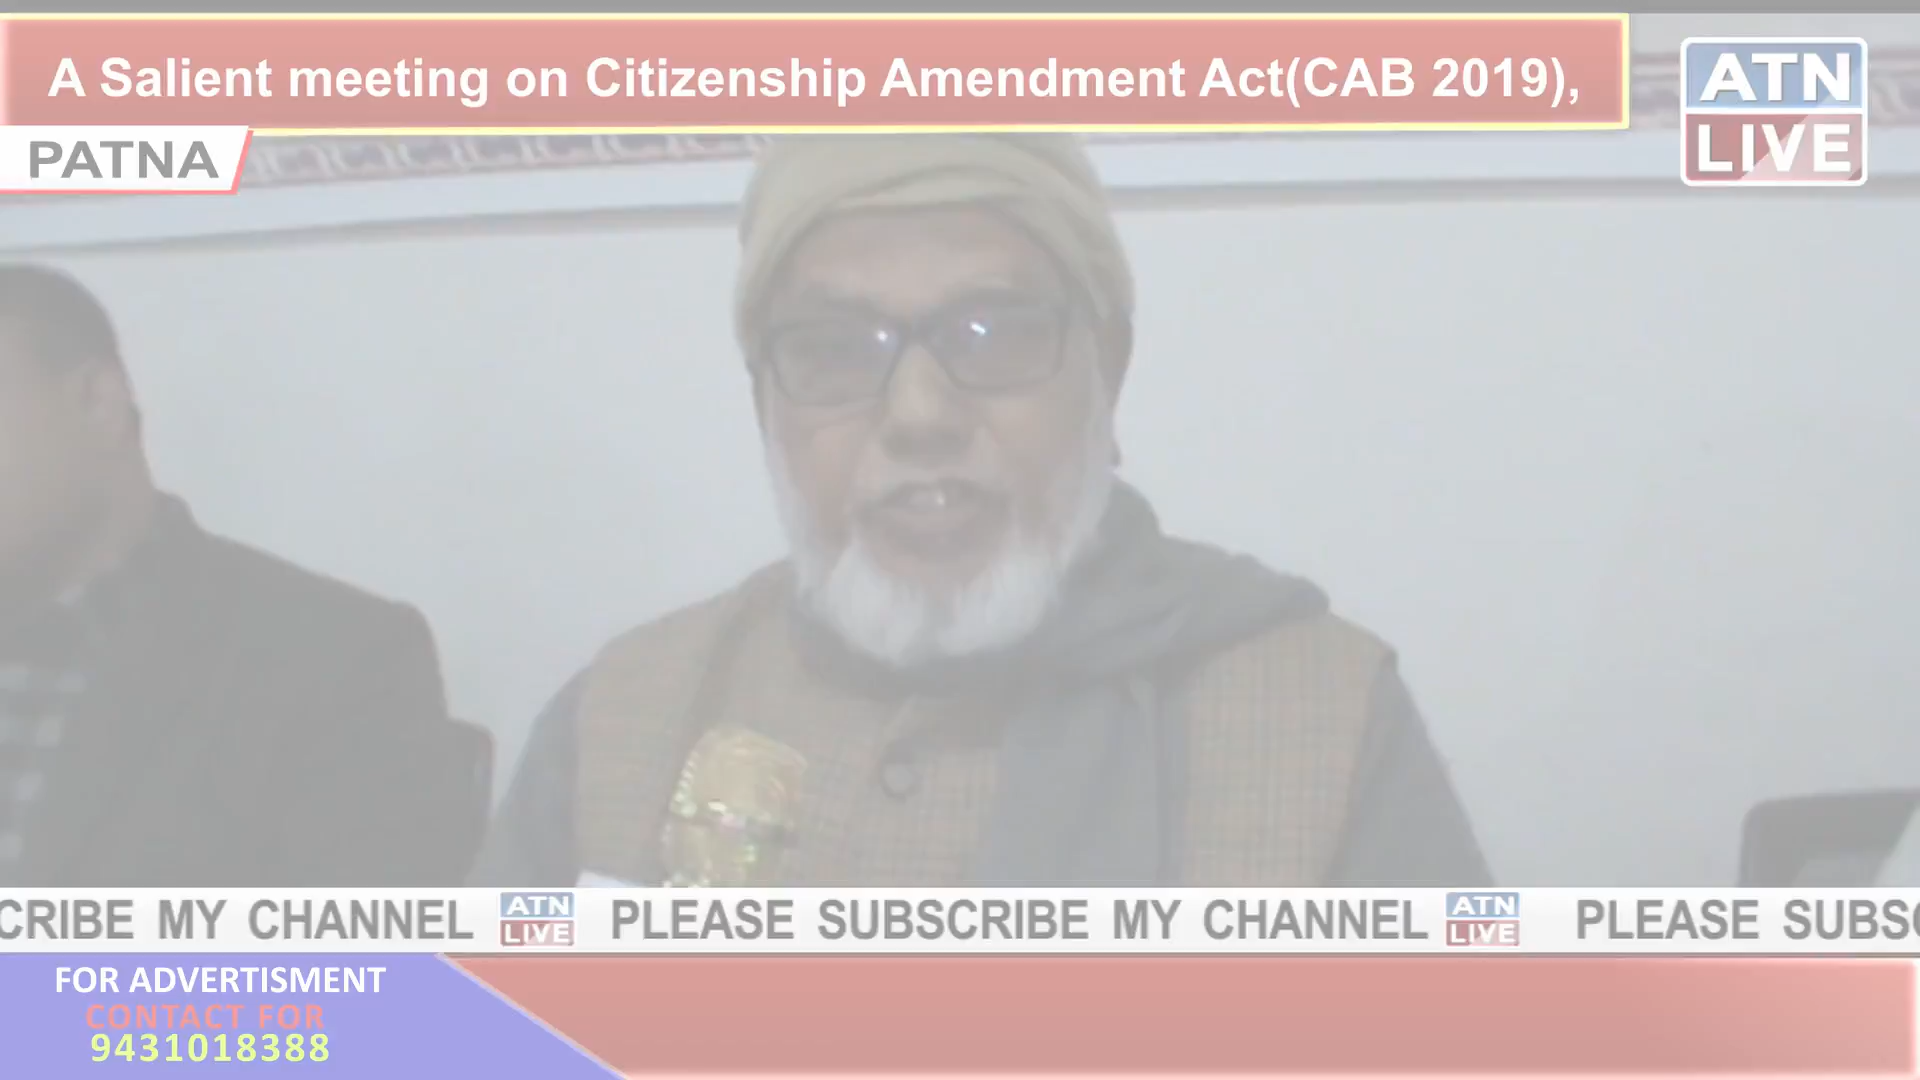 A Salient meeting on Citizenship Amendment Act(CAB 2019),
ATN
LIVE
PATNA
CRIBE MY CHANNEL ATN LIVE PLEASE SUBSCRIBE MY CHANNEL ATN LIVE PLEASE SUBSC
FOR ADVERTISMENT
CONTACT FOR
9431018388